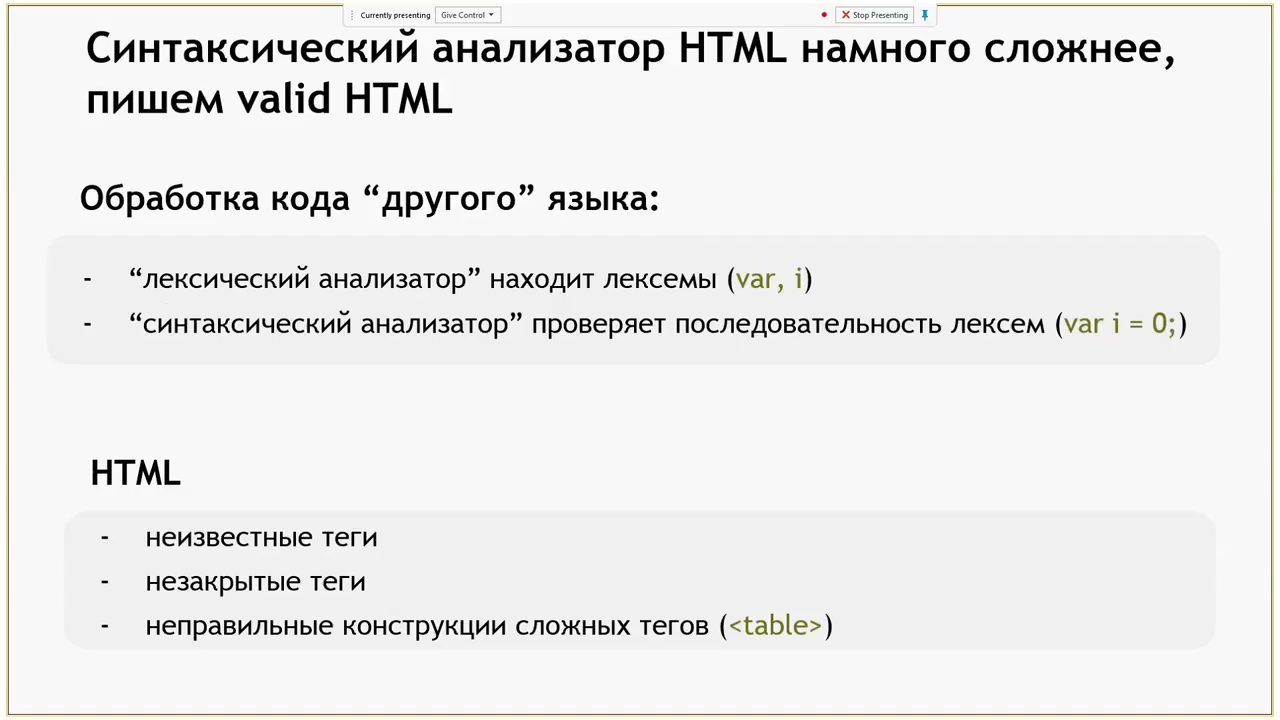 Currently presenting Give Control Stop Presenting
Синтаксический анализатор HTML намного сложнее,
пишем valid HTML
Обработка кода “другого” языка:
- “лексический анализатор” находит лексемы (var, i)
- “синтаксический анализатор” проверяет последовательность лексем (var i = 0;)
HTML
- неизвестные теги
- незакрытые теги
- неправильные конструкции сложных тегов (<table>)